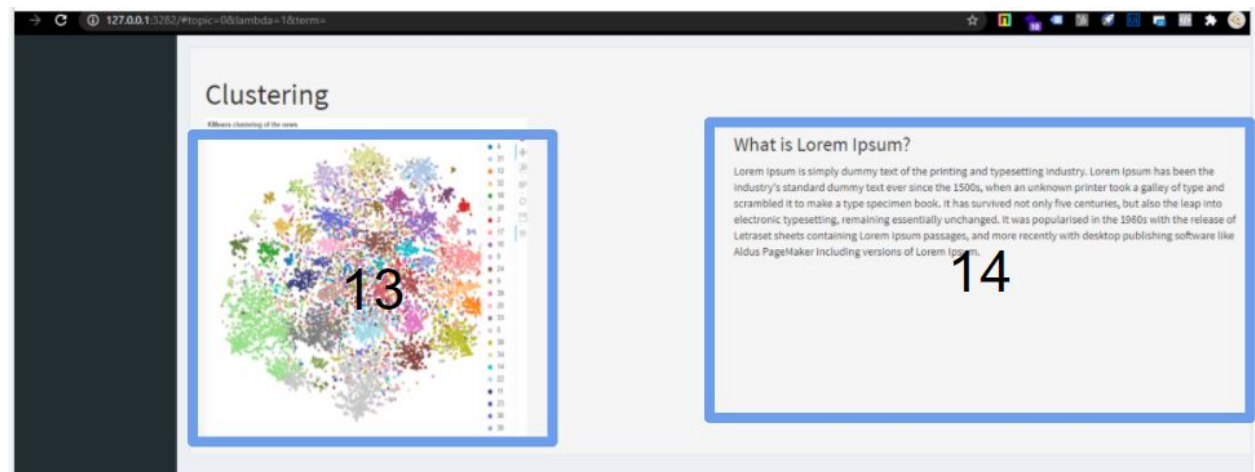 127.0.0.1:3282/#topic=0&lambda=1&term=
Clustering
KMeans clustering of the news
What is Lorem Ipsum?
Lorem Ipsum is simply dummy text of the printing and typesetting industry. Lorem Ipsum has been the
industry's standard dummy text ever since the 1500s, when an unknown printer took a galley of type and
scrambled it to make a type specimen book. It has survived not only five centuries, but also the leap into
electronic typesetting, remaining essentially unchanged. It was popularised in the 1960s with the release of
Letraset sheets containing Lorem Ipsum passages, and more recently with desktop publishing software like
Aldus PageMaker including versions of Lorem Ipsum.
13
14